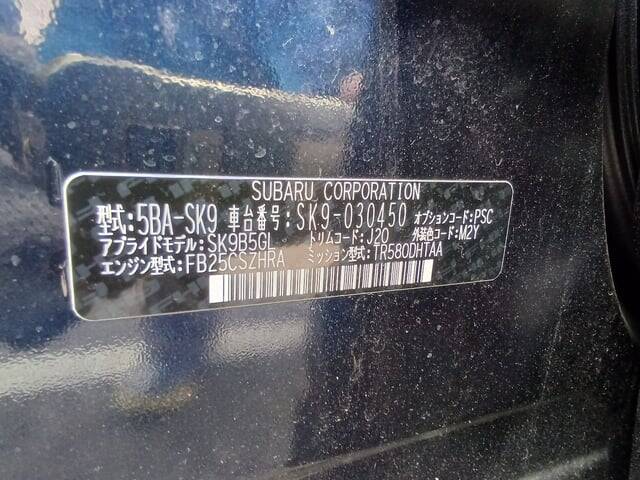 SUBARU CORPORATION
型式:5BA-SK9 車台番号:SK9-030450 オプションコード:PSC
アプライドモデル:SK9B5GL トリムコード:J20 外装色コード:M2Y
エンジン型式:FB25CSZHRA ミッション型式:TR580DHTAA